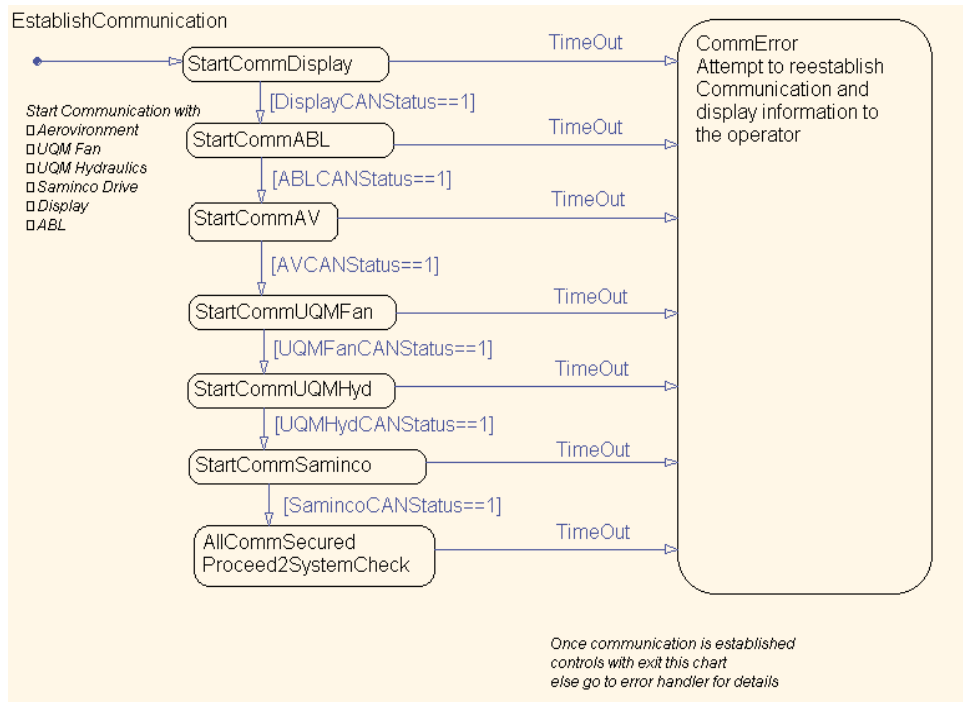 EstablishCommunication
StartCommDisplay
TimeOut
CommError
Attempt to reestablish
Communication and
display information to
the operator
Start Communication with
Aerovironment
UQM Fan
UQM Hydraulics
Saminco Drive
Display
ABL
[DisplayCANStatus==1]
StartCommABL
TimeOut
[ABLCANStatus==1]
StartCommAV
TimeOut
[AVCANStatus==1]
StartCommUQMFan
TimeOut
[UQMFanCANStatus==1]
StartCommUQMHyd
TimeOut
[UQMHydCANStatus==1]
StartCommSaminco
TimeOut
[SamincoCANStatus==1]
AllCommSecured
Proceed2SystemCheck
TimeOut
Once communication is established
controls with exit this chart
else go to error handler for details